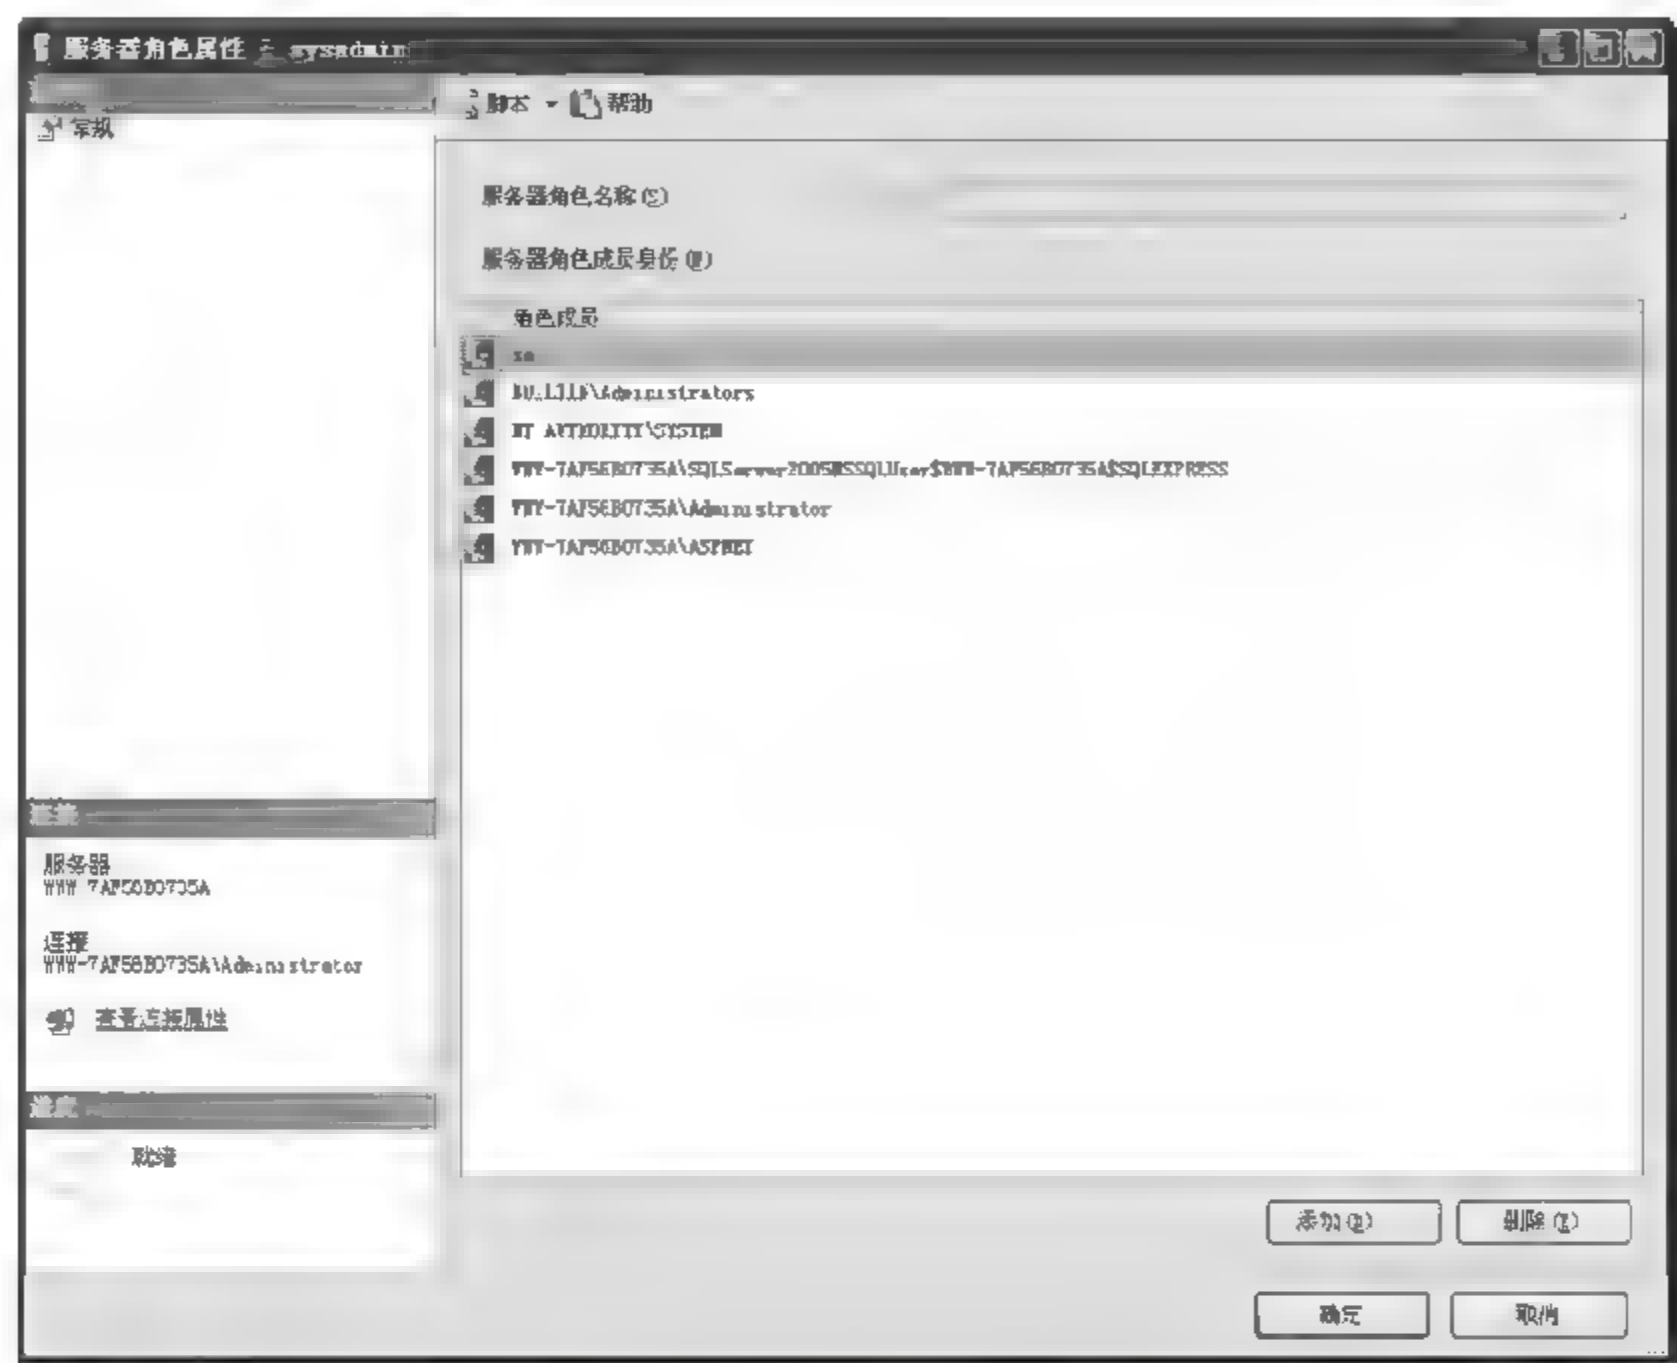 服务器角色属性 - sysadmin
脚本 帮助
常规
服务器角色名称(S)
服务器角色成员身份(M)
角色成员
sa
BUILTIN\Administrators
NT AUTHORITY\SYSTEM
WWW-7AF56B0735A\SQLServer2005MSSQLUser$WWW-7AF56B0735A$SQLEXPRESS
WWW-7AF56B0735A\Administrator
WWW-7AF56B0735A\ASPNET
连接
服务器
WWW-7AF56B0735A
连接
WWW-7AF56B0735A\Administrator
查看连接属性
进度
就绪
添加(A) 删除(R)
确定 取消